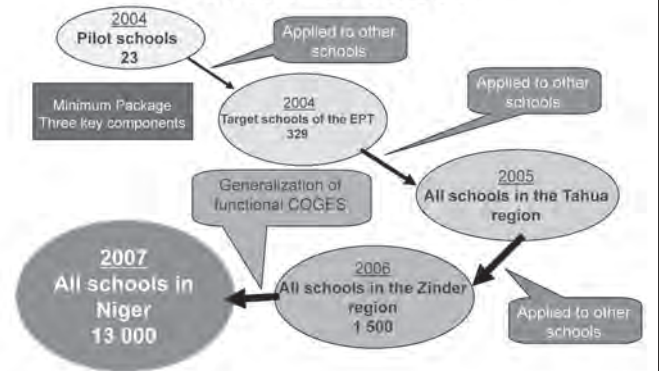 2004
Pilot schools
23
Applied to other
schools
Minimum Package
Three key components
2004
Target schools of the EPT
329
Applied to other
schools
2005
All schools in the Tahua
region
Generalization of
functional COGES
2006
All schools in the Zinder
region
1 500
2007
All schools in
Niger
13 000
Applied to other
schools